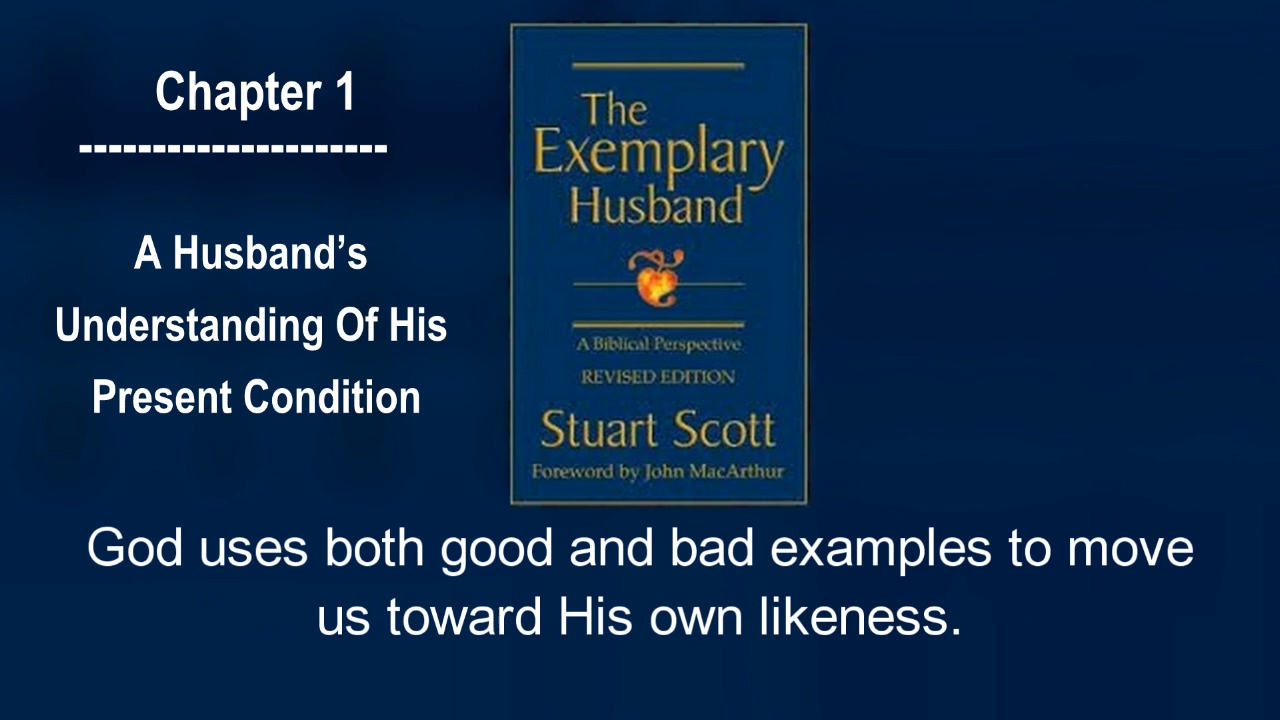 Chapter 1
---------------------
A Husband’s
Understanding Of His
Present Condition
The
Exemplary
Husband
A Biblical Perspective
REVISED EDITION
Stuart Scott
Foreword by John MacArthur
God uses both good and bad examples to move
us toward His own likeness.